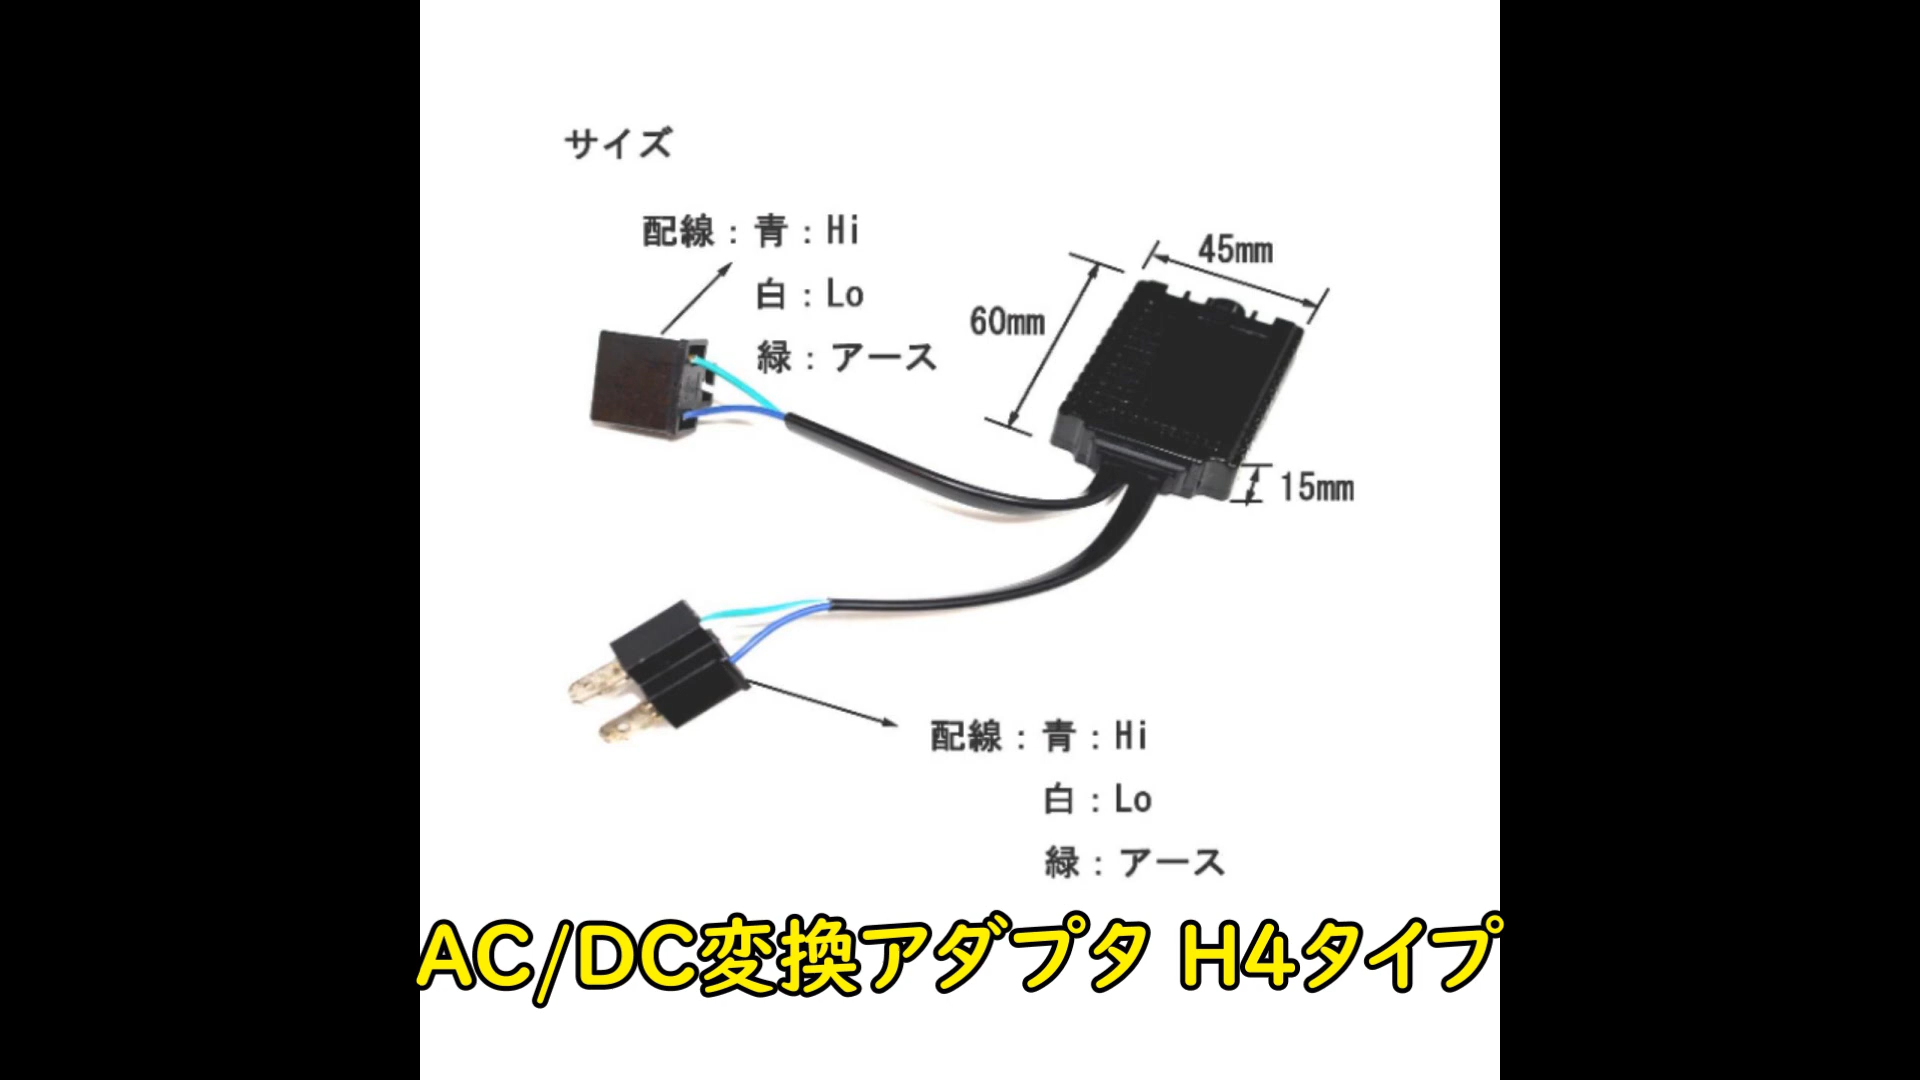 サイズ
配線：青：Hi
白：Lo
緑：アース
45mm
60mm
15mm
配線：青：Hi
白：Lo
緑：アース
AC/DC変換アダプタ H4タイプ